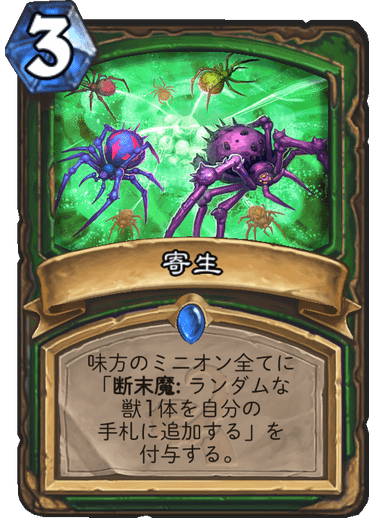 3
寄生
味方のミニオン全てに
「断末魔: ランダムな
獣1体を自分の
手札に追加する」を
付与する。